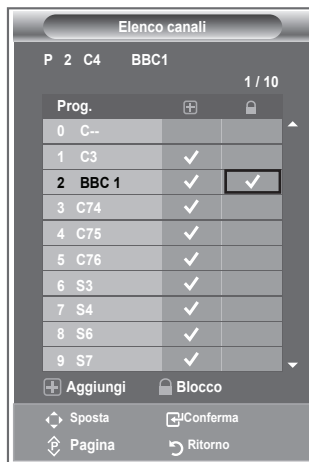 Elenco canali
P 2 C4 BBC1
1 / 10
Prog.
0 C--
1 C3
2 BBC 1
3 C74
4 C75
5 C76
6 S3
7 S4
8 S6
9 S7
Aggiungi Blocco
Sposta Conferma
Pagina Ritorno